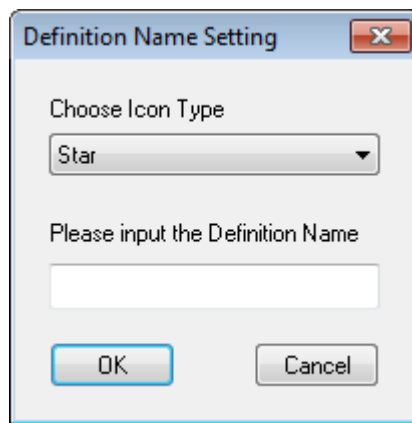 Definition Name Setting
Choose Icon Type
Star
Please input the Definition Name
OK
Cancel